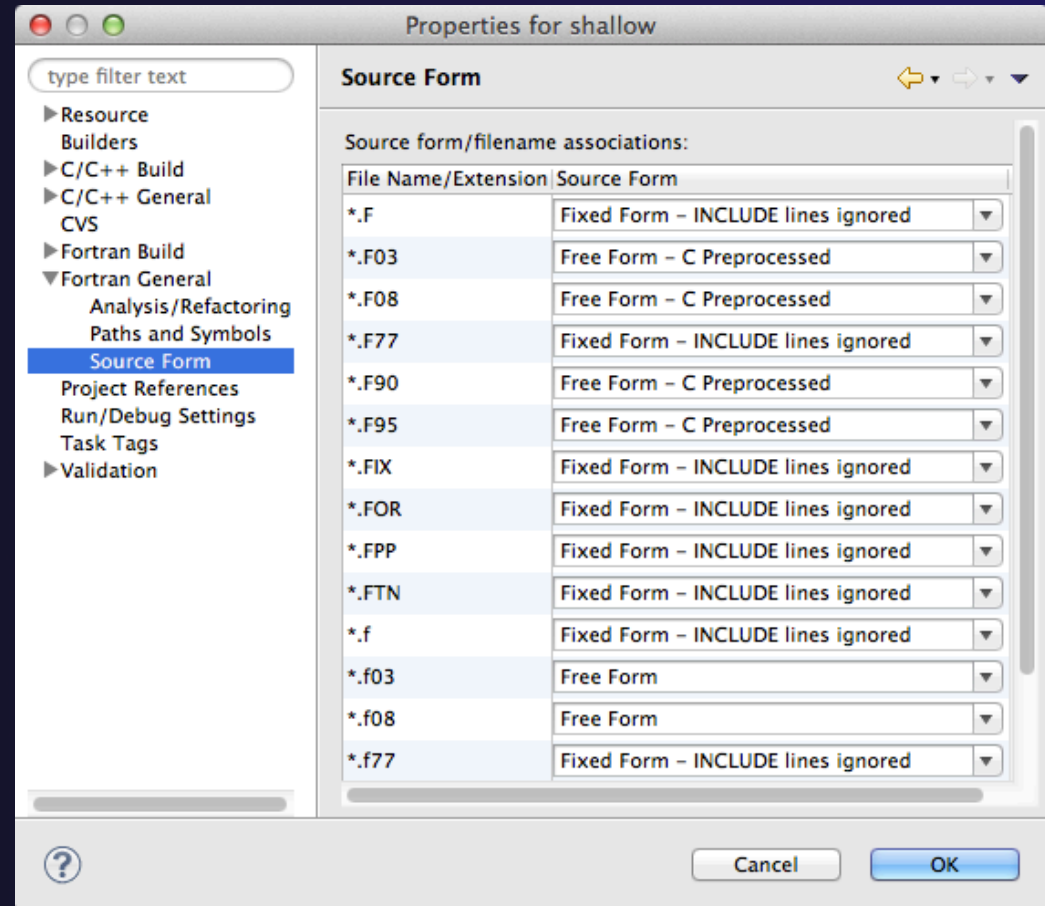 Properties for shallow
type filter text
Resource
Builders
C/C++ Build
C/C++ General
CVS
Fortran Build
Fortran General
Analysis/Refactoring
Paths and Symbols
Source Form
Project References
Run/Debug Settings
Task Tags
Validation
Source Form
Source form/filename associations:
File Name/Extension Source Form
*.F Fixed Form – INCLUDE lines ignored
*.F03 Free Form – C Preprocessed
*.F08 Free Form – C Preprocessed
*.F77 Fixed Form – INCLUDE lines ignored
*.F90 Free Form – C Preprocessed
*.F95 Free Form – C Preprocessed
*.FIX Fixed Form – INCLUDE lines ignored
*.FOR Fixed Form – INCLUDE lines ignored
*.FPP Fixed Form – INCLUDE lines ignored
*.FTN Fixed Form – INCLUDE lines ignored
*.f Fixed Form – INCLUDE lines ignored
*.f03 Free Form
*.f08 Free Form
*.f77 Fixed Form – INCLUDE lines ignored
? Cancel OK